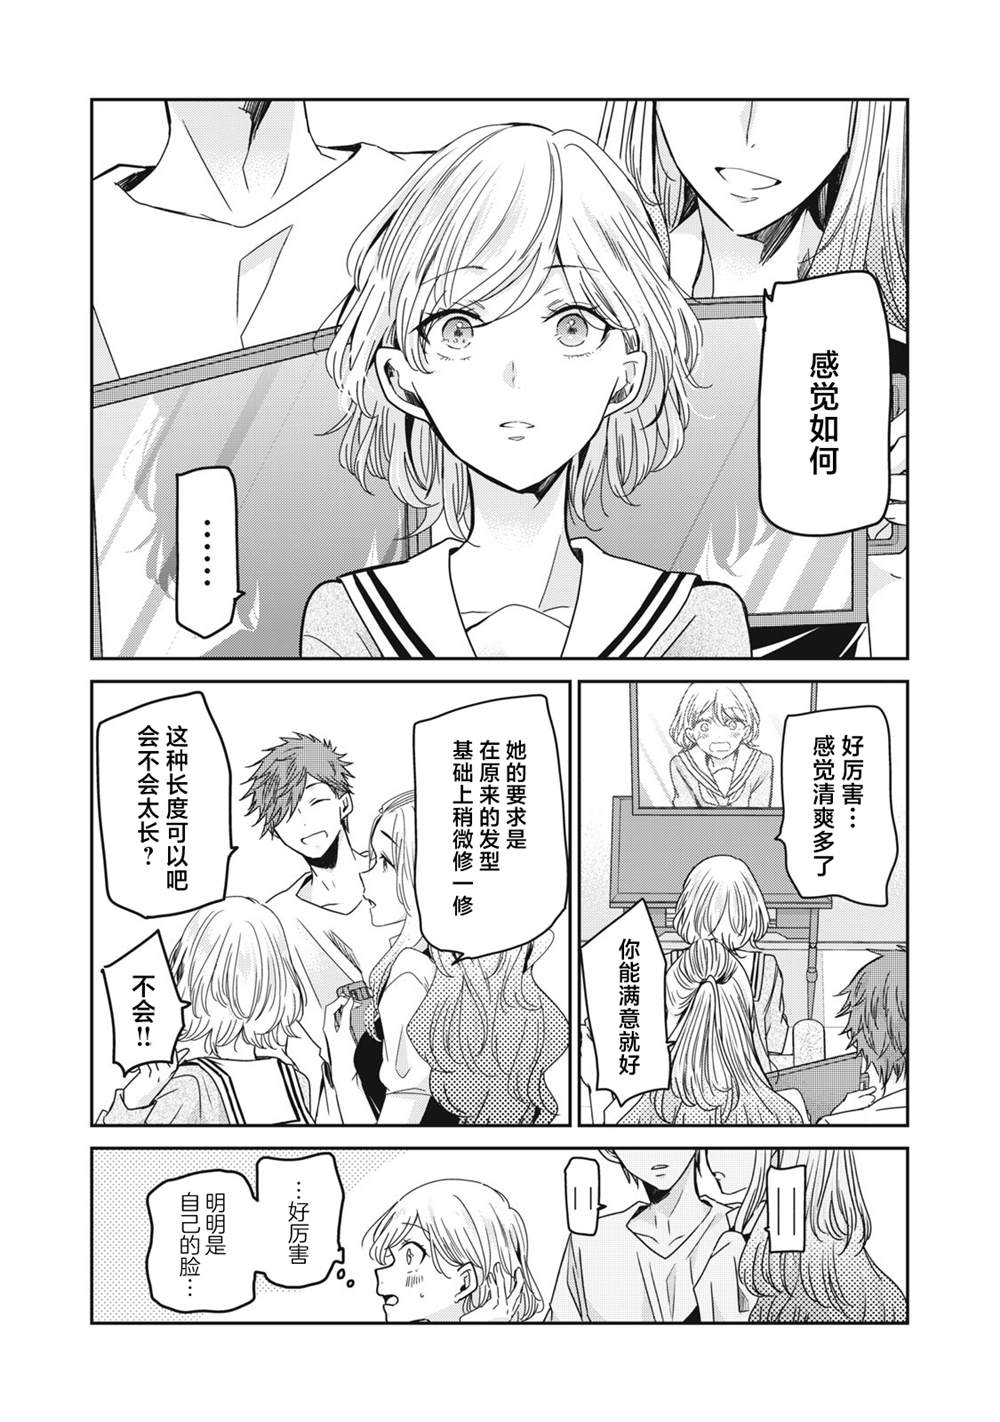 感觉如何
……
好厉害…
感觉清爽多了
你能满意就好
她的要求是
在原来的发型
基础上稍微修一修
这种长度可以吧
会不会太长？
不会!!
…好厉害
明明是
自己的脸…